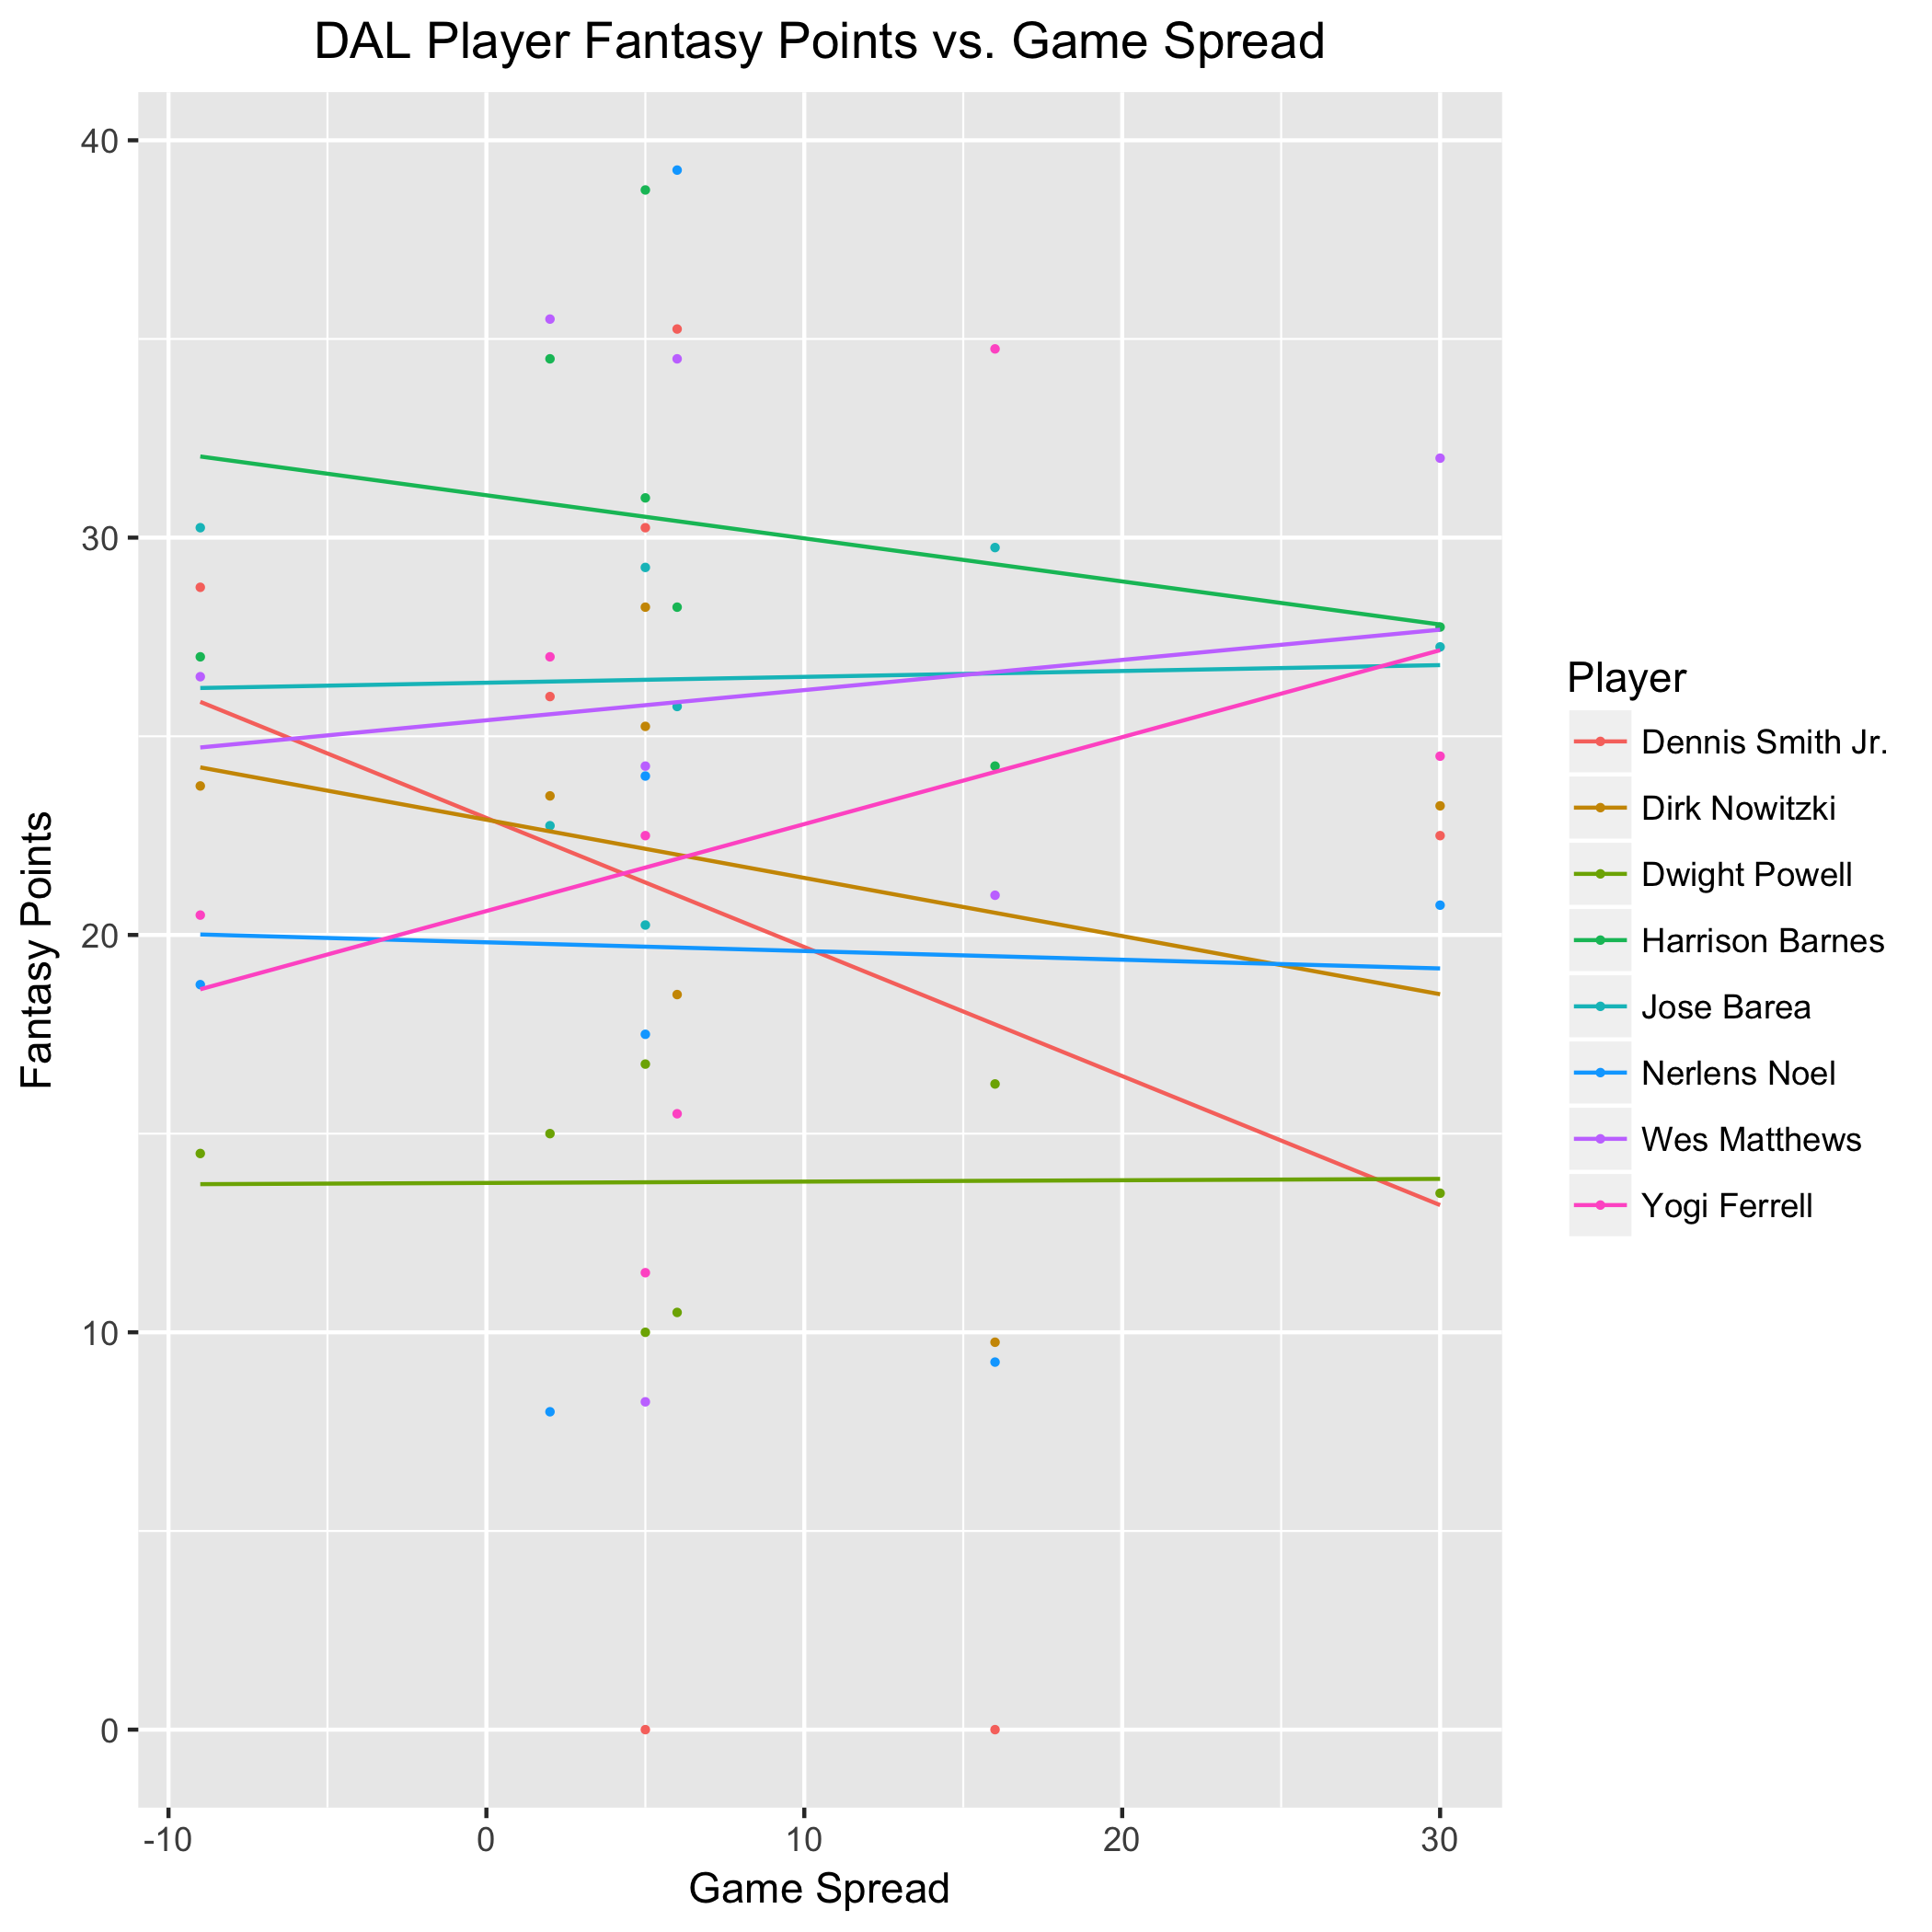 DAL Player Fantasy Points vs. Game Spread
40
30
20
10
0
Fantasy Points
-10 0 10 20 30
Game Spread
Player
Dennis Smith Jr.
Dirk Nowitzki
Dwight Powell
Harrison Barnes
Jose Barea
Nerlens Noel
Wes Matthews
Yogi Ferrell